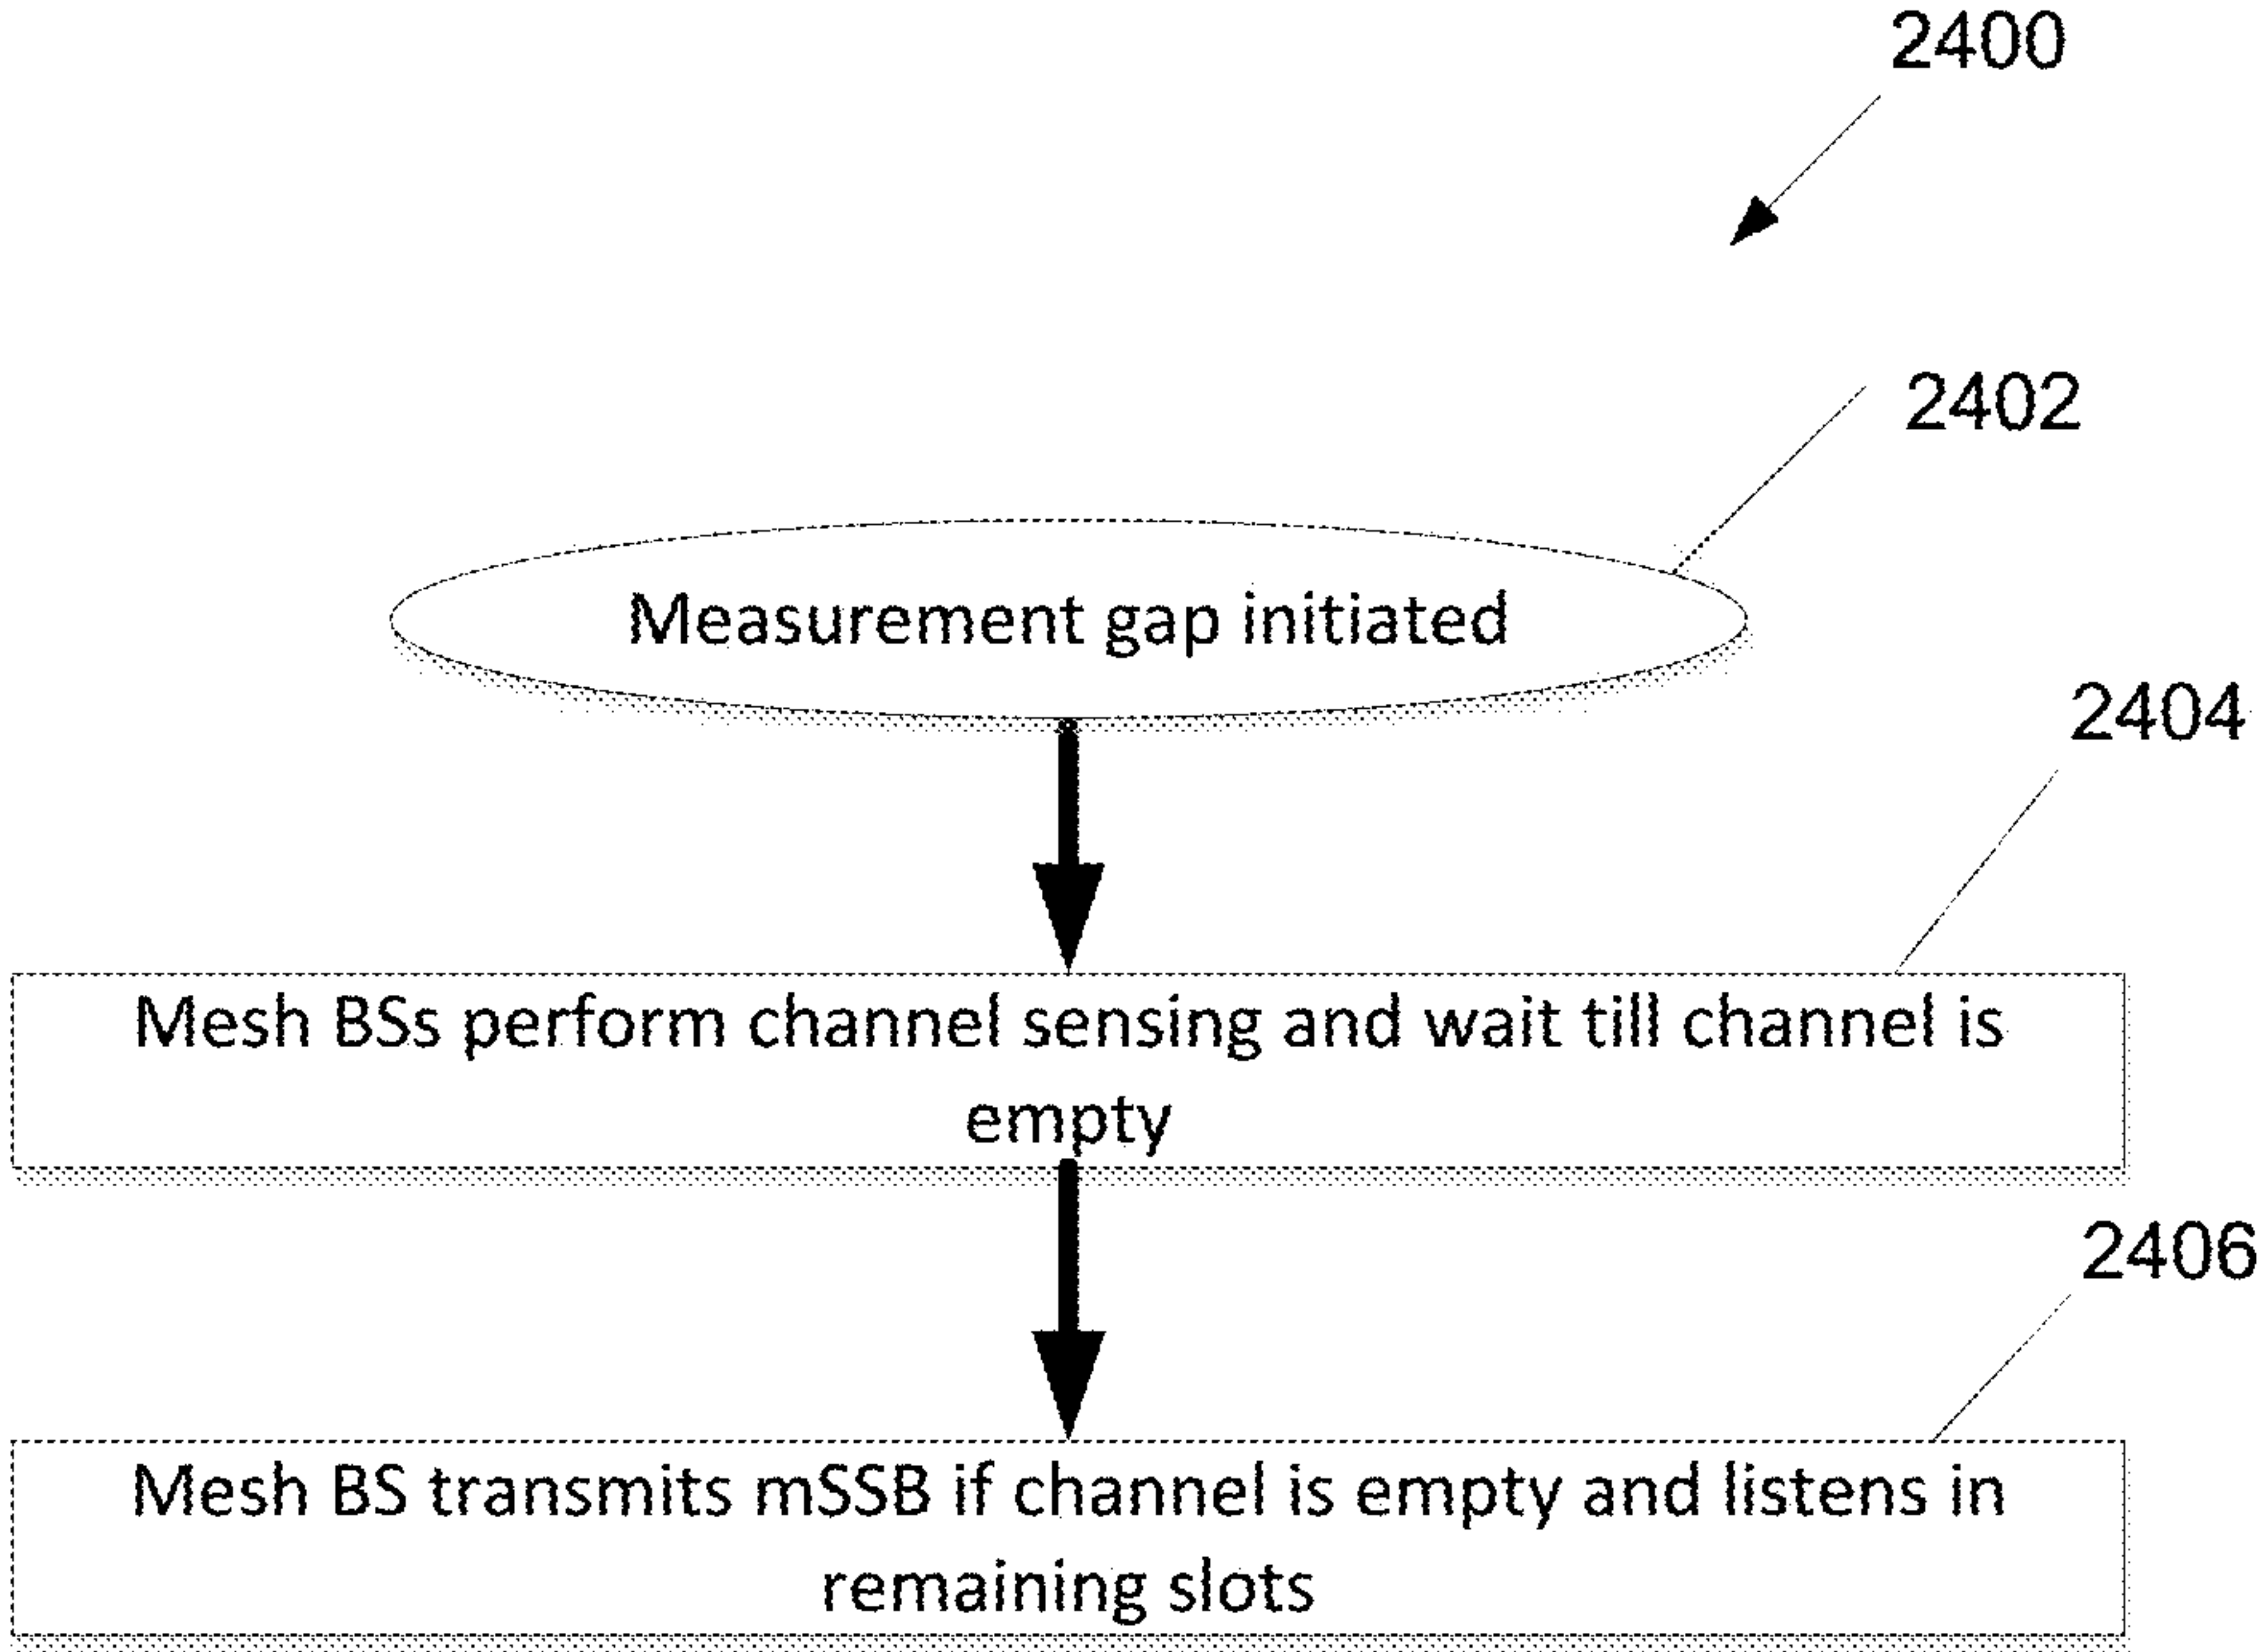 2400
2402
Measurement gap initiated
2404
Mesh BSs perform channel sensing and wait till channel is
empty
2406
Mesh BS transmits mSSB if channel is empty and listens in
remaining slots